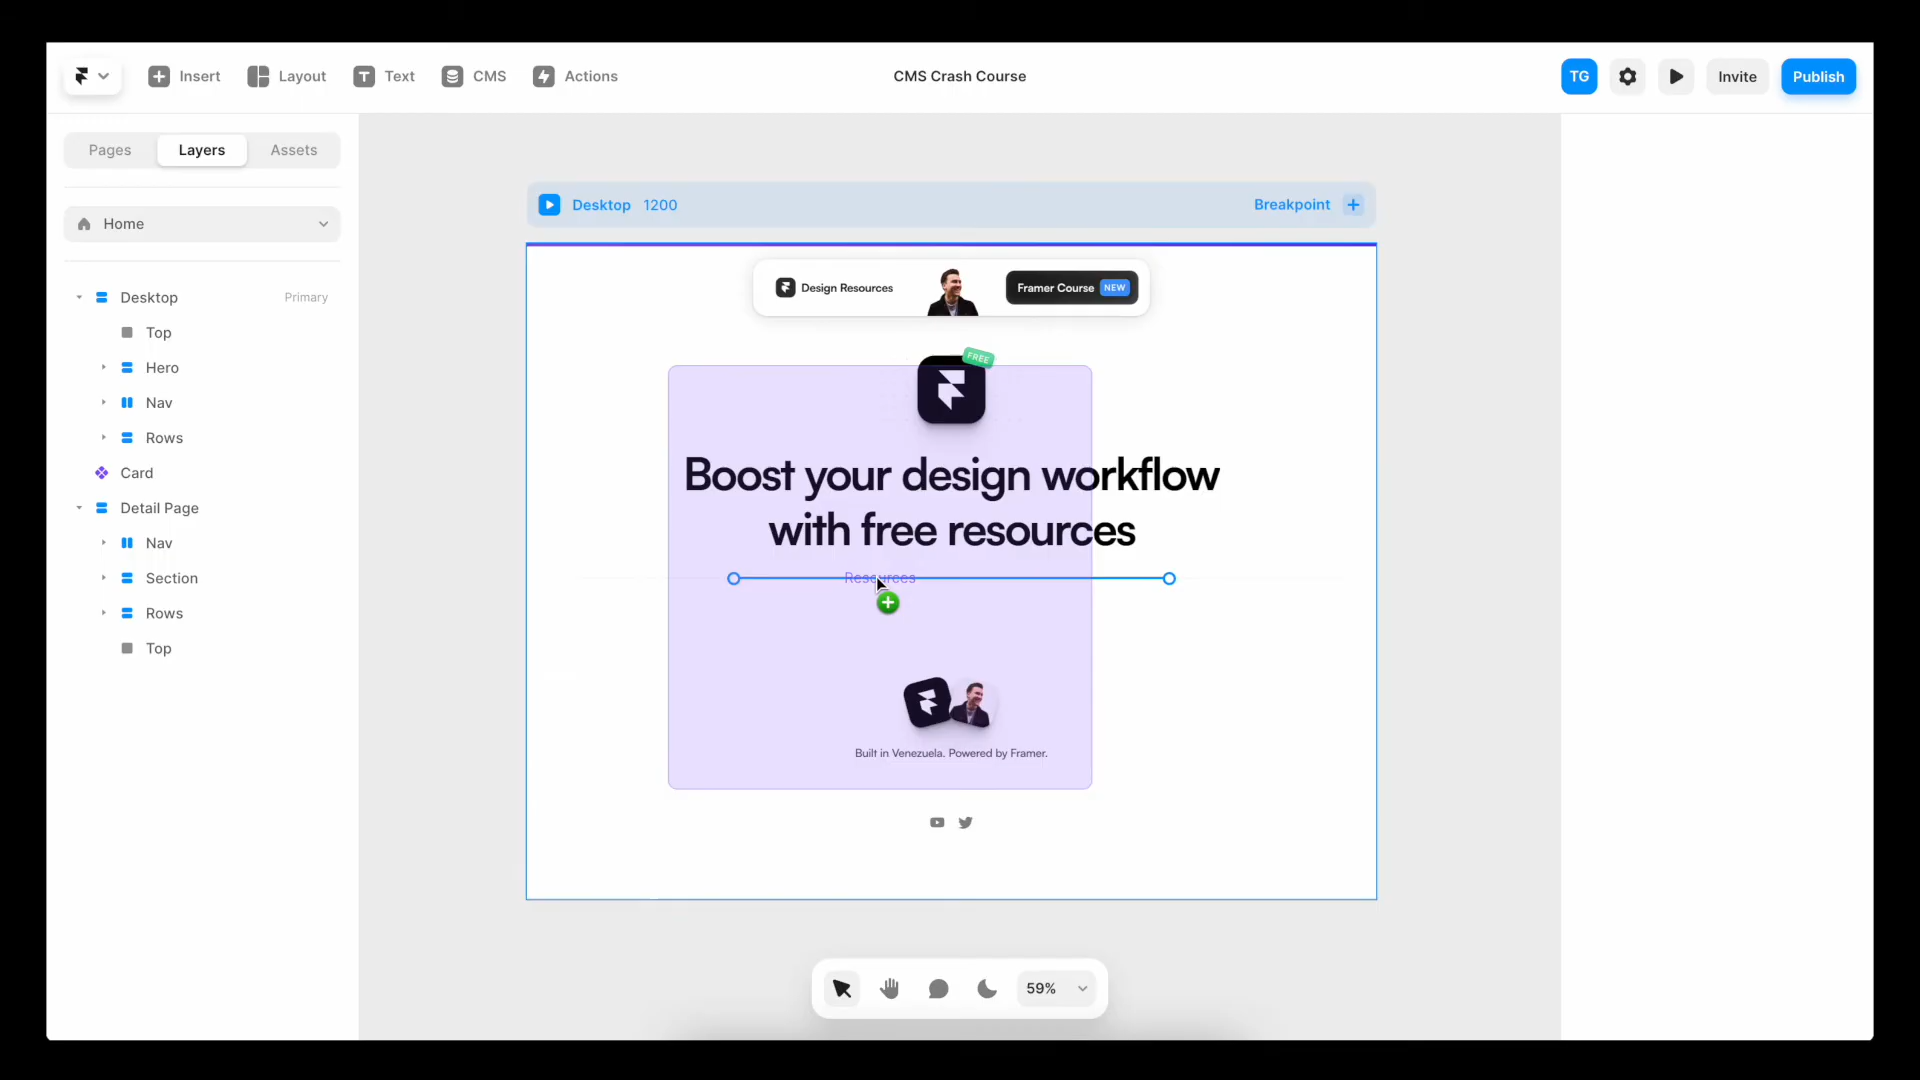 Insert
Layout
Text
CMS
Actions
CMS Crash Course
TG
Invite
Publish
Pages
Layers
Assets
Home
Desktop
Primary
Top
Hero
Nav
Rows
Card
Detail Page
Nav
Section
Rows
Top
Desktop 1200
Breakpoint
Design Resources
Framer Course NEW
FREE
Boost your design workflow
with free resources
Resources
Built in Venezuela. Powered by Framer.
59%